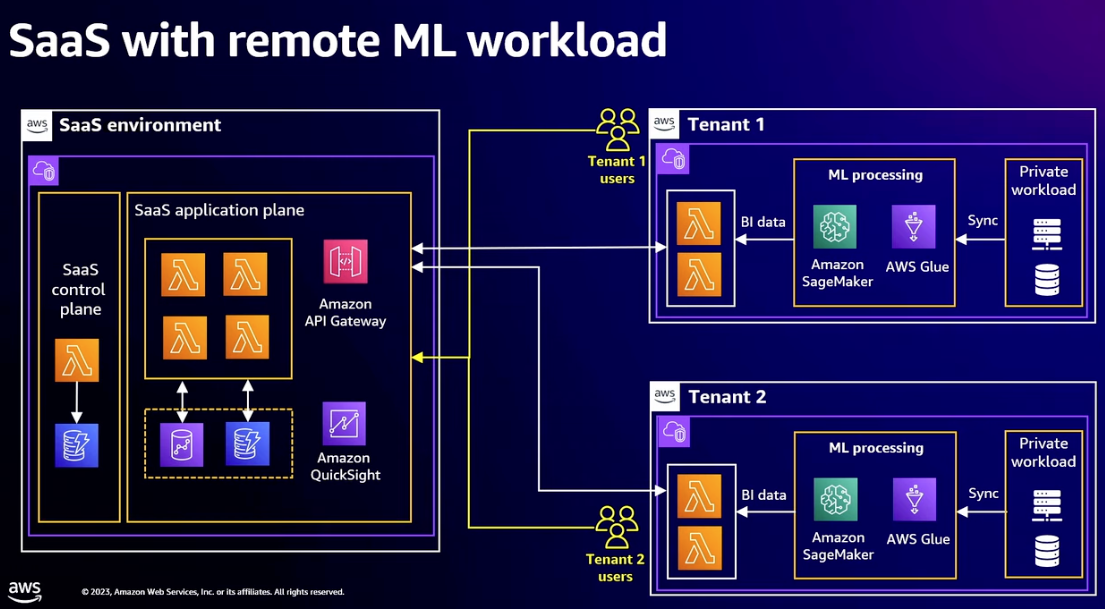 SaaS with remote ML workload
aws
SaaS environment
SaaS
control
plane
SaaS application plane
Amazon
API Gateway
Amazon
QuickSight
Tenant 1
users
Tenant 2
users
aws
Tenant 1
BI data
ML processing
Amazon
SageMaker
AWS Glue
Sync
Private
workload
aws
Tenant 2
BI data
ML processing
Amazon
SageMaker
AWS Glue
Sync
Private
workload
aws
© 2023, Amazon Web Services, Inc. or its affiliates. All rights reserved.